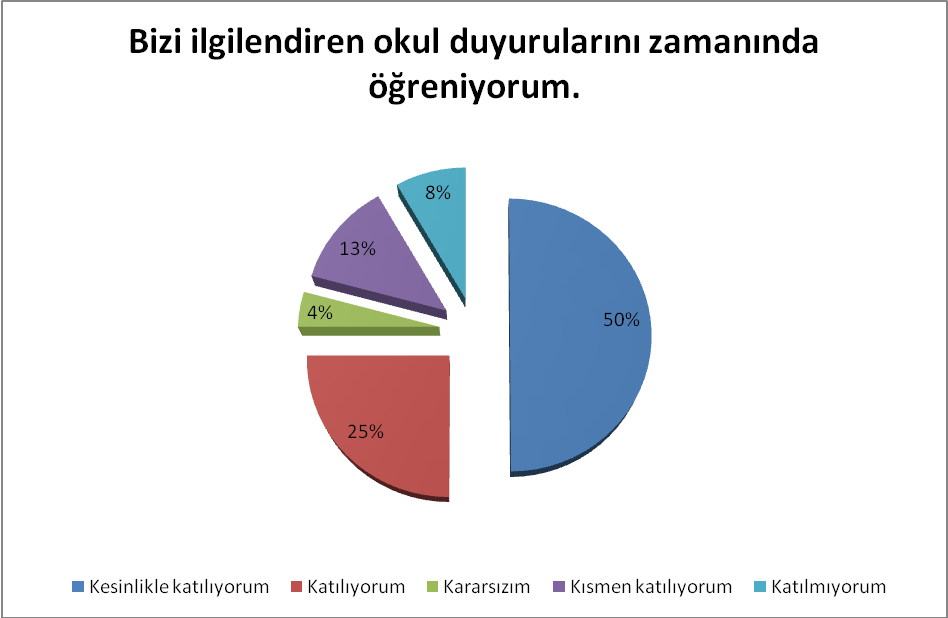 Bizi ilgilendiren okul duyurularını zamanında
öğreniyorum.
8%
13%
4%
50%
25%
Kesinlikle katılıyorum Katılıyorum Kararsızım Kısmen katılıyorum Katılmıyorum